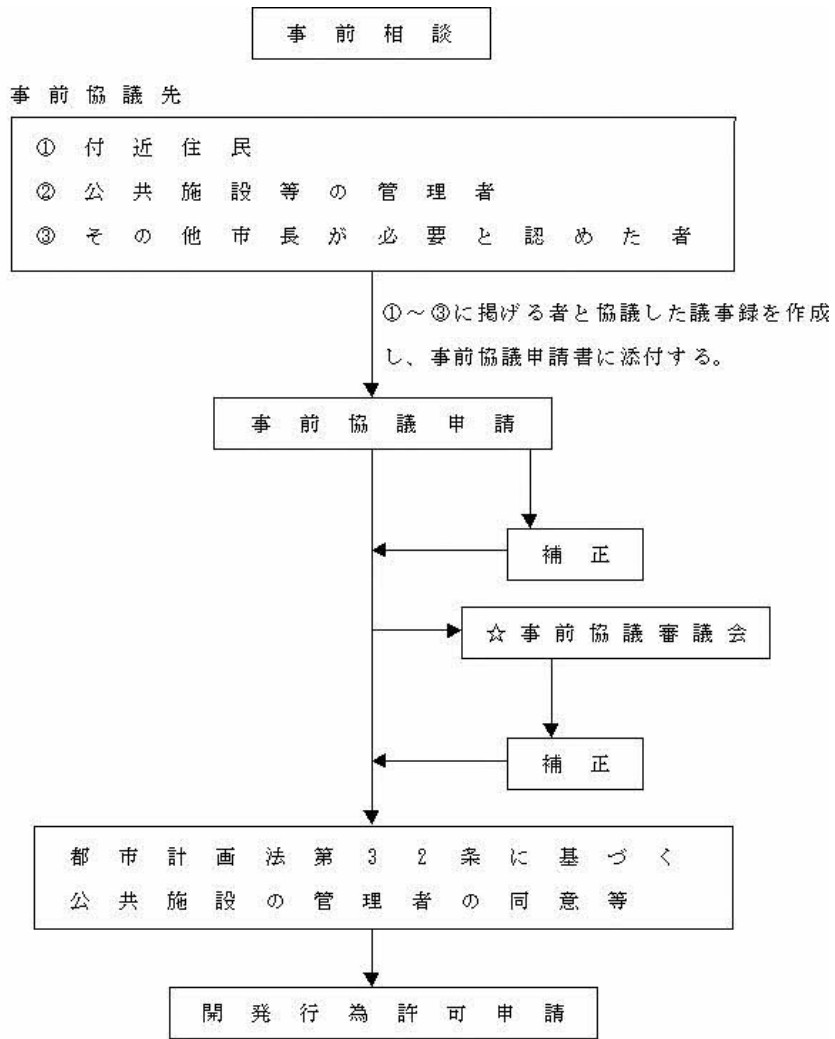 事前相談
事前協議先
① 付近住民
② 公共施設等の管理者
③ その他市長が必要と認めた者
①～③に掲げる者と協議した議事録を作成
し、事前協議申請書に添付する。
事前協議申請
補正
☆事前協議審議会
補正
都市計画法第32条に基づく
公共施設の管理者の同意等
開発行為許可申請